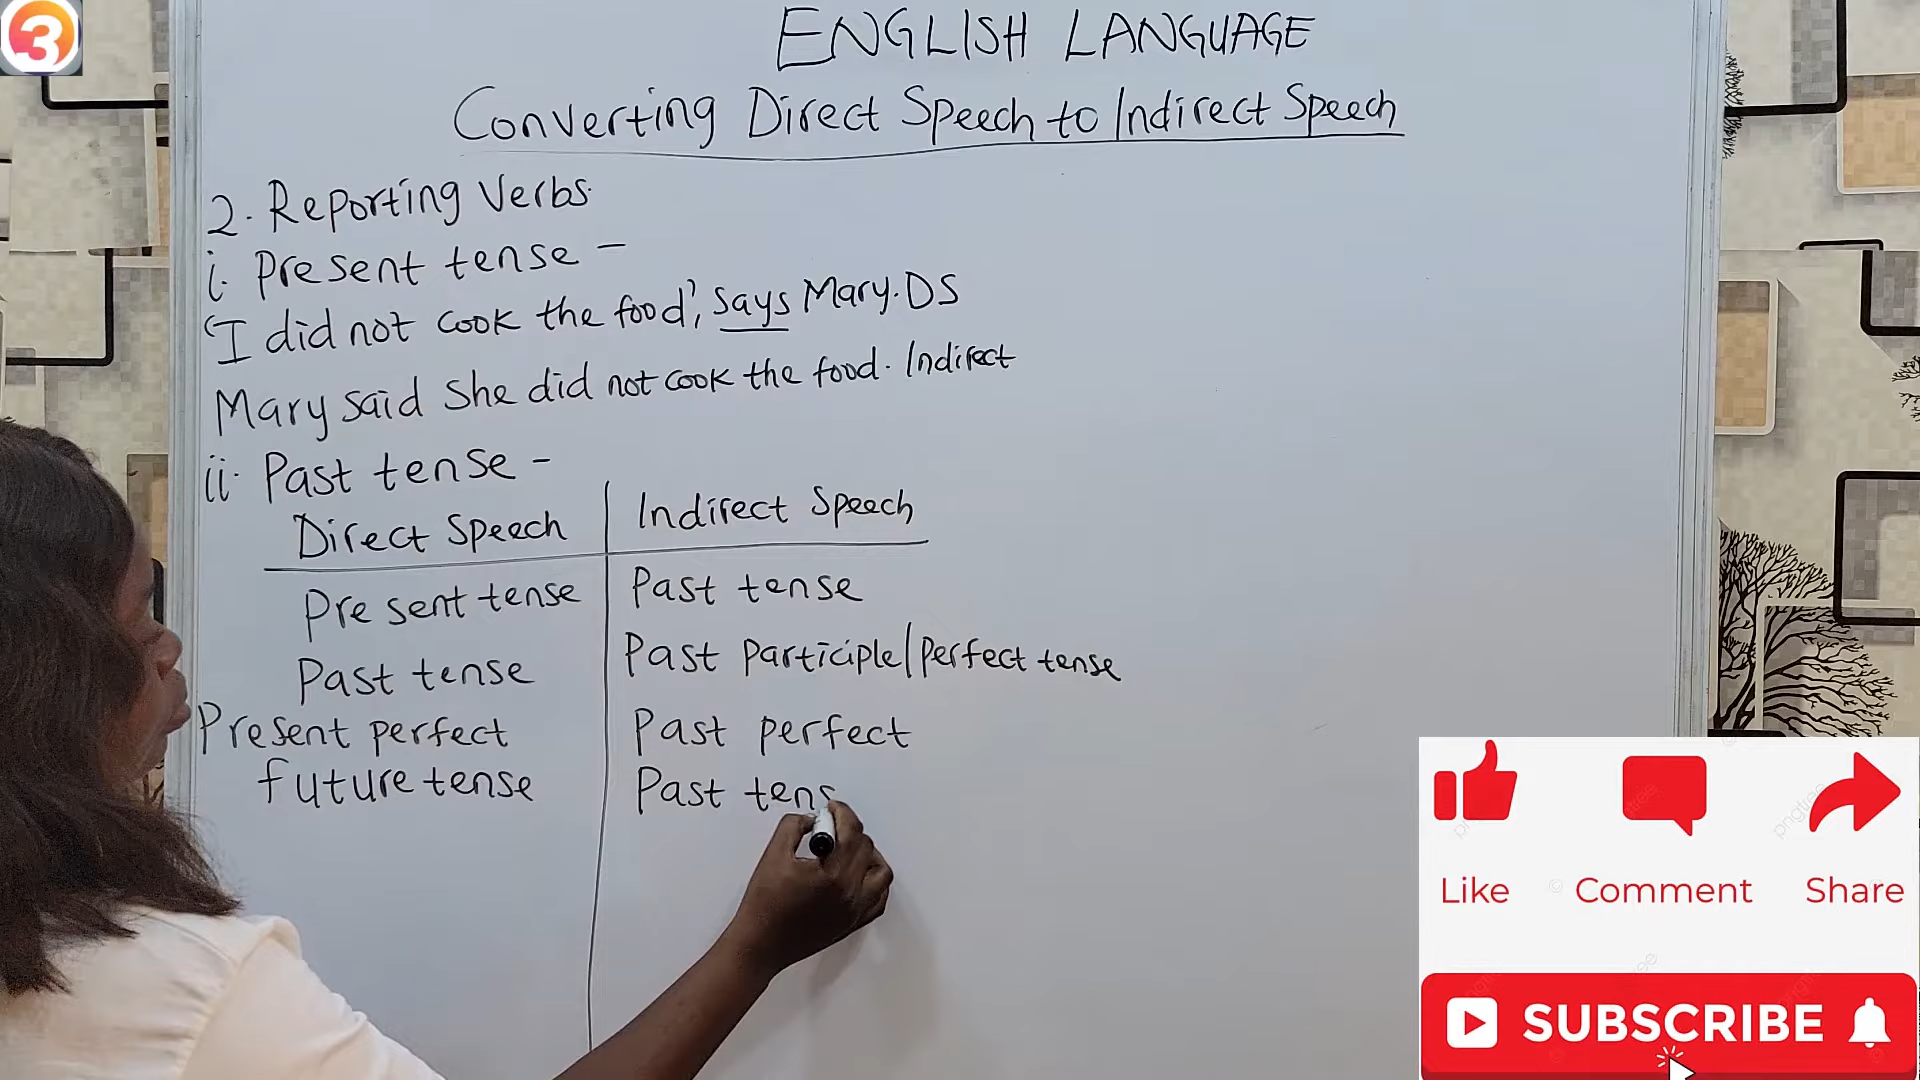 3
ENGLISH LANGUAGE
Converting Direct Speech to Indirect Speech
2. Reporting Verbs
i. Present tense –
'I did not cook the food', says Mary. DS
Mary said she did not cook the food. Indirect
ii. Past tense –
Direct Speech | Indirect Speech
Present tense | Past tense
Past tense | Past participle/perfect tense
Present perfect | Past perfect
future tense | Past tens
Like Comment Share
SUBSCRIBE